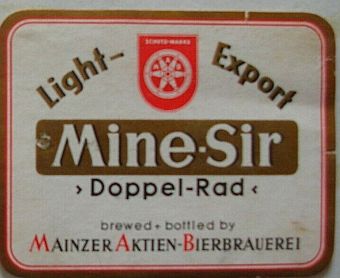 SCHUTZ-MARKE
Light- Export
Mine-Sir
› Doppel-Rad ‹
brewed + bottled by
MAINZER AKTIEN-BIERBRAUEREI